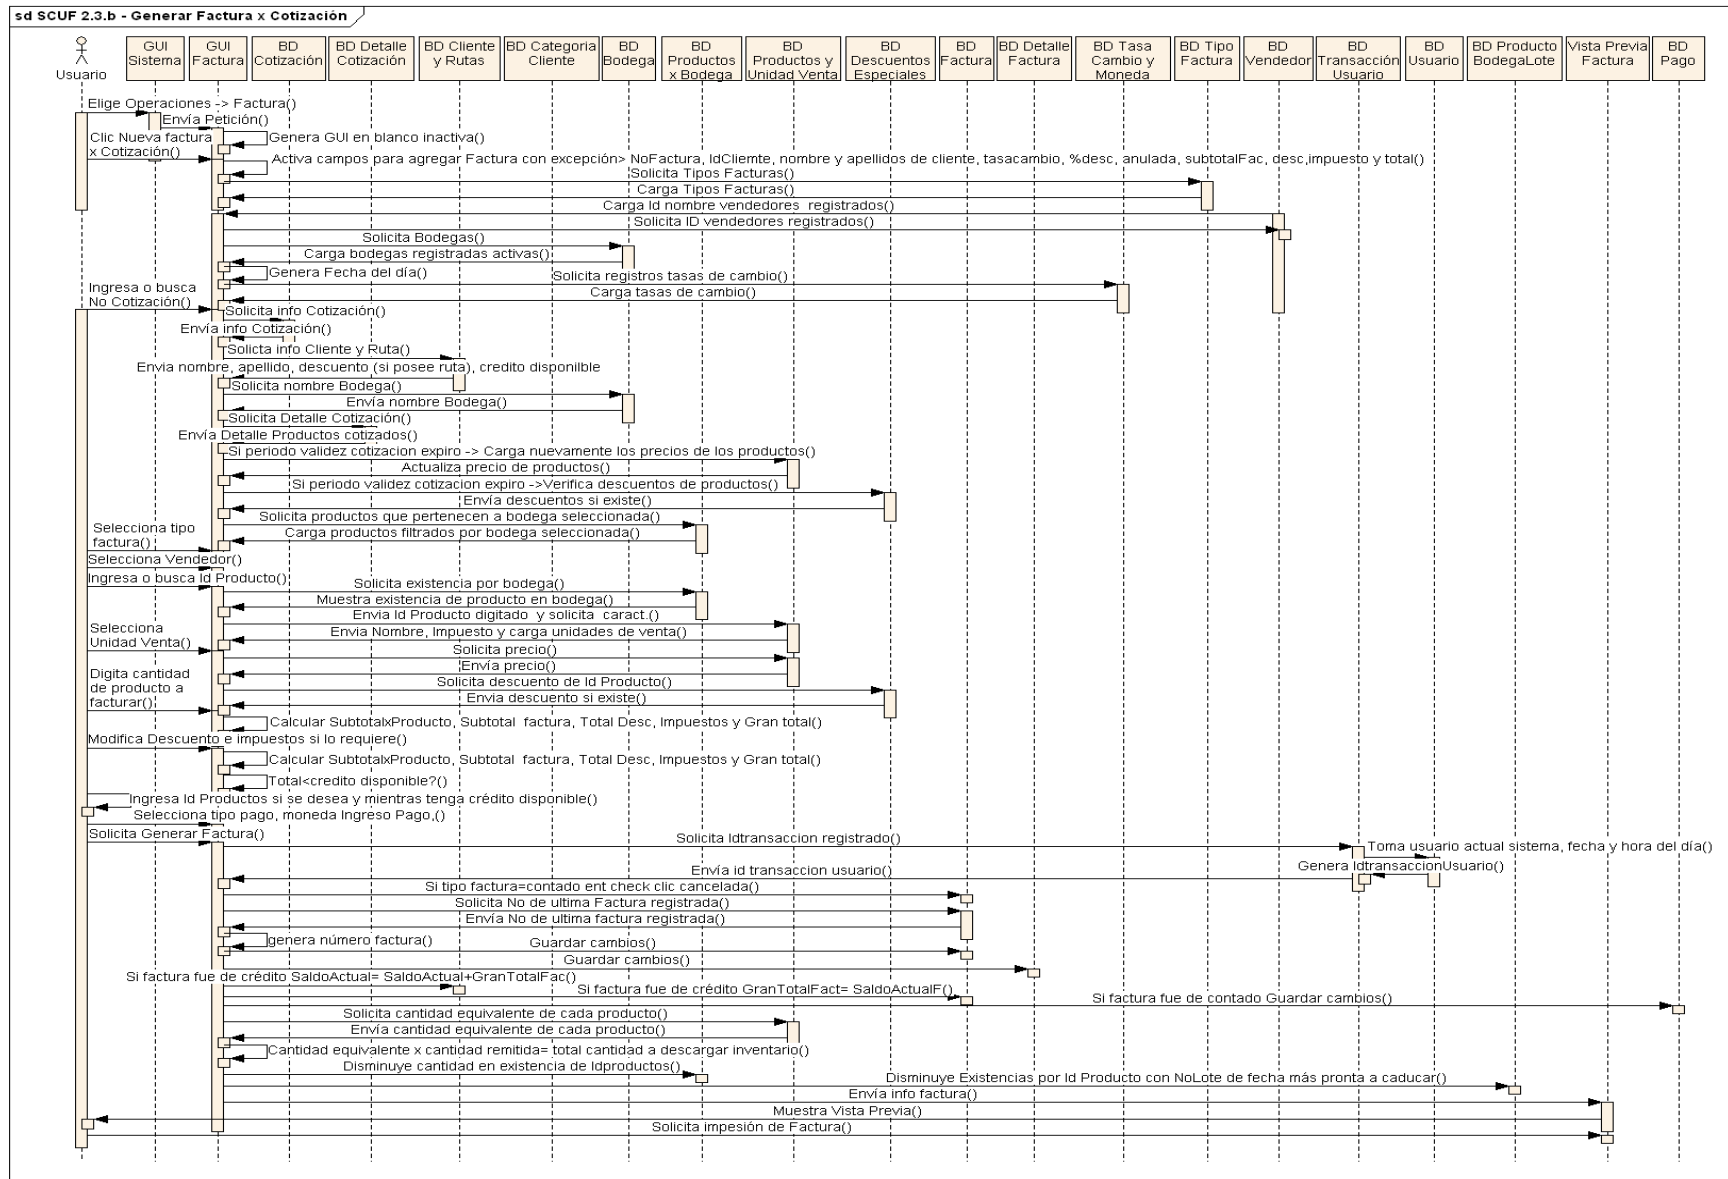 sd SCUF 2.3.b - Generar Factura x Cotización
Usuario
GUI
Sistema
GUI
Factura
BD
Cotización
BD Detalle
Cotización
BD Cliente
y Rutas
BD Categoria
Cliente
BD
Bodega
BD
Productos
x Bodega
BD
Productos y
Unidad Venta
BD
Descuentos
Especiales
BD
Factura
BD Detalle
Factura
BD Tasa
Cambio y
Moneda
BD Tipo
Factura
BD
Vendedor
BD
Transacción
Usuario
BD
Usuario
BD Producto
BodegaLote
Vista Previa
Factura
BD
Pago
Elige Operaciones -> Factura()
Envía Petición()
Clic Nueva factura
x Cotización()
Genera GUI en blanco inactiva()
Activa campos para agregar Factura con excepción> NoFactura, IdCliemte, nombre y apellidos de cliente, tasacambio, %desc, anulada, subtotalFac, desc,impuesto y total()
Solicita Tipos Facturas()
Carga Tipos Facturas()
Carga Id nombre vendedores  registrados()
Solicita ID vendedores registrados()
Solicita Bodegas()
Carga bodegas registradas activas()
Genera Fecha del día()
Solicita registros tasas de cambio()
Ingresa o busca
No Cotización()
Carga tasas de cambio()
Solicita info Cotización()
Envía info Cotización()
Solicta info Cliente y Ruta()
Envia nombre, apellido, descuento (si posee ruta), credito disponilble
Solicita nombre Bodega()
Envía nombre Bodega()
Solicita Detalle Cotización()
Envía Detalle Productos cotizados()
Si periodo validez cotizacion expiro -> Carga nuevamente los precios de los productos()
Actualiza precio de productos()
Si periodo validez cotizacion expiro ->Verifica descuentos de productos()
Envía descuentos si existe()
Solicita productos que pertenecen a bodega seleccionada()
Selecciona tipo
factura()
Carga productos filtrados por bodega seleccionada()
Selecciona Vendedor()
Ingresa o busca Id Producto()
Solicita existencia por bodega()
Muestra existencia de producto en bodega()
Envia Id Producto digitado  y solicita  caract.()
Selecciona
Unidad Venta()
Envia Nombre, Impuesto y carga unidades de venta()
Solicita precio()
Envía precio()
Digita cantidad
de producto a
facturar()
Solicita descuento de Id Producto()
Envia descuento si existe()
Calcular SubtotalxProducto, Subtotal  factura, Total Desc, Impuestos y Gran total()
Modifica Descuento e impuestos si lo requiere()
Calcular SubtotalxProducto, Subtotal  factura, Total Desc, Impuestos y Gran total()
Total<credito disponible?()
Ingresa Id Productos si se desea y mientras tenga crédito disponible()
Selecciona tipo pago, moneda Ingreso Pago,()
Solicita Generar Factura()
Solicita Idtransaccion registrado()
Toma usuario actual sistema, fecha y hora del día()
Genera IdtransaccionUsuario()
Envía id transaccion usuario()
Si tipo factura=contado ent check clic cancelada()
Solicita No de ultima Factura registrada()
Envía No de ultima factura registrada()
genera número factura()
Guardar cambios()
Guardar cambios()
Si factura fue de crédito SaldoActual= SaldoActual+GranTotalFac()
Si factura fue de crédito GranTotalFact= SaldoActualF()
Si factura fue de contado Guardar cambios()
Solicita cantidad equivalente de cada producto()
Envía cantidad equivalente de cada producto()
Cantidad equivalente x cantidad remitida= total cantidad a descargar inventario()
Disminuye cantidad en existencia de Idproductos()
Disminuye Existencias por Id Producto con NoLote de fecha más pronta a caducar()
Envía info factura()
Muestra Vista Previa()
Solicita impesión de Factura()